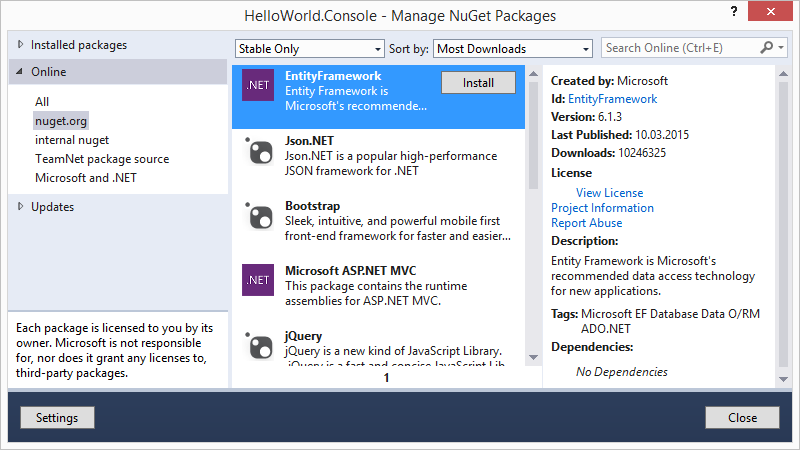 HelloWorld.Console - Manage NuGet Packages
?
Installed packages
Online
All
nuget.org
internal nuget
TeamNet package source
Microsoft and .NET
Updates
Each package is licensed to you by its
owner. Microsoft is not responsible
for, nor does it grant any licenses to,
third-party packages.
Stable Only
Sort by:
Most Downloads
Search Online (Ctrl+E)
.NET
EntityFramework
Entity Framework is
Microsoft's recommende...
Install
Json.NET
Json.NET is a popular high-performance
JSON framework for .NET
Bootstrap
Sleek, intuitive, and powerful mobile first
front-end framework for faster and easier...
.NET
Microsoft ASP.NET MVC
This package contains the runtime
assemblies for ASP.NET MVC.
jQuery
jQuery is a new kind of JavaScript Library.
jQuery is a fast and concise JavaScript Lib
1
Created by: Microsoft
Id: EntityFramework
Version: 6.1.3
Last Published: 10.03.2015
Downloads: 10246325
License
View License
Project Information
Report Abuse
Description:
Entity Framework is Microsoft's
recommended data access technology
for new applications.
Tags: Microsoft EF Database Data O/RM
ADO.NET
Dependencies:
No Dependencies
Settings
Close